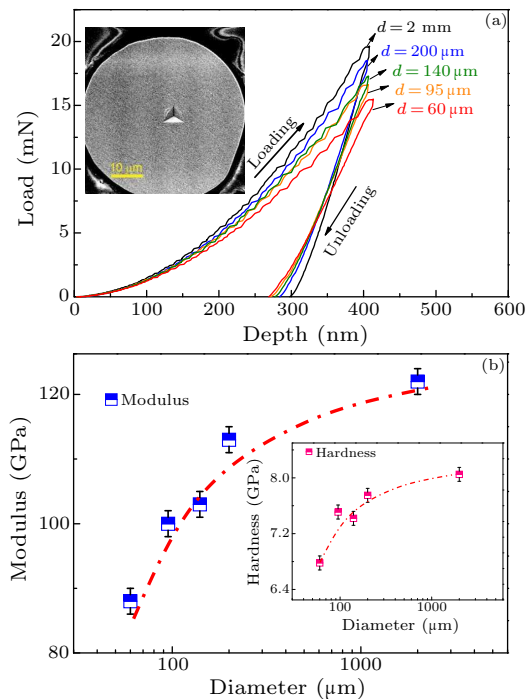 (a)
d = 2 mm
d = 200 μm
d = 140 μm
d = 95 μm
d = 60 μm
10 μm
Loading
Unloading
20
15
10
5
0
Load (mN)
0 100 200 300 400 500 600
Depth (nm)
(b)
Modulus
120
100
80
Modulus (GPa)
Hardness
8.0
7.2
6.4
Hardness (GPa)
100 1000
Diameter (μm)
100 1000
Diameter (μm)